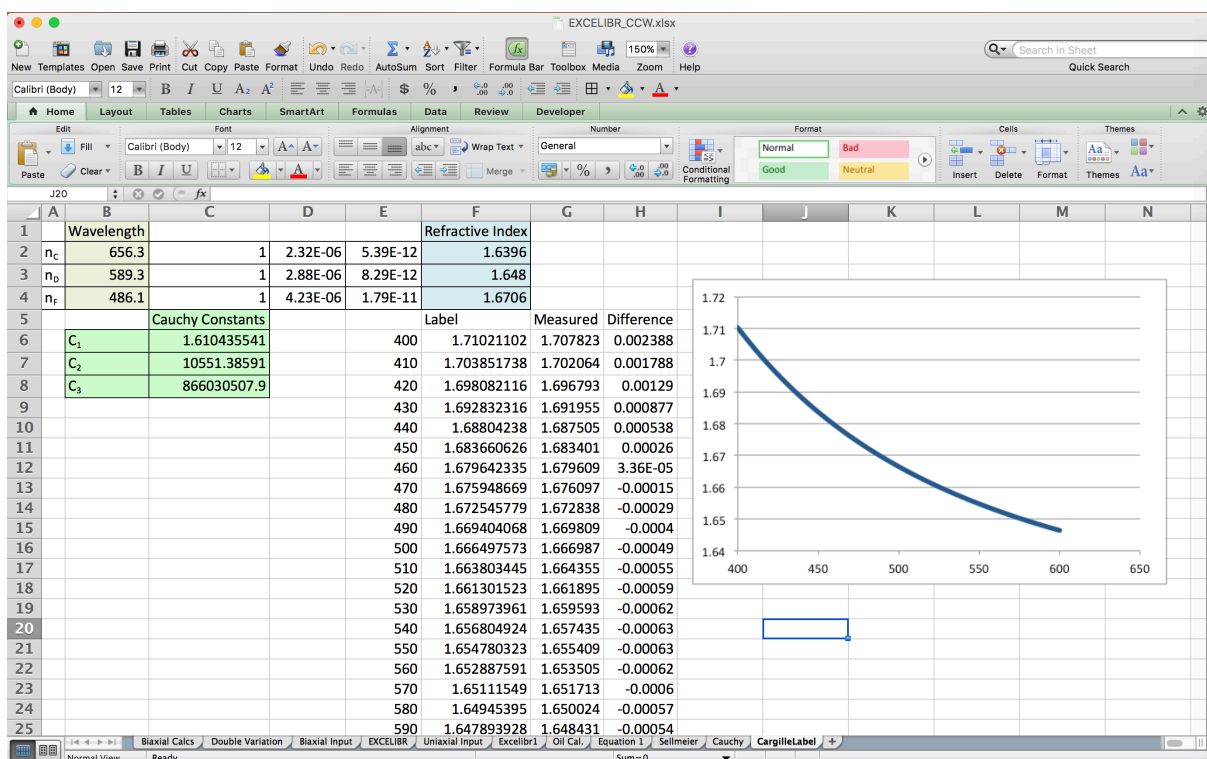 EXCELIBR_CCW.xlsx
150%
Search in Sheet
New Templates Open Save Print Cut Copy Paste Format Undo Redo AutoSum Sort Filter Formula Bar Toolbox Media Zoom Help
Quick Search
Calibri (Body) 12 B I U A₂ A² A $ % , .00 .00 A
Home Layout Tables Charts SmartArt Formulas Data Review Developer
Edit Font Alignment Number Format Cells Themes
Fill Calibri (Body) 12 A A abc Wrap Text General Normal Bad Aa
Paste Clear B I U A Merge % , .00 .00 Conditional Formatting Good Neutral Insert Delete Format Themes Aa
J20 fx
A B C D E F G H I J K L M N
1 Wavelength Refractive Index
2 nC 656.3 1 2.32E-06 5.39E-12 1.6396
3 nD 589.3 1 2.88E-06 8.29E-12 1.648
4 nF 486.1 1 4.23E-06 1.79E-11 1.6706
5 Cauchy Constants Label Measured Difference
6 C₁ 1.610435541 400 1.71021102 1.707823 0.002388
7 C₂ 10551.38591 410 1.703851738 1.702064 0.001788
8 C₃ 866030507.9 420 1.698082116 1.696793 0.00129
9 430 1.692832316 1.691955 0.000877
10 440 1.68804238 1.687505 0.000538
11 450 1.683660626 1.683401 0.00026
12 460 1.679642335 1.679609 3.36E-05
13 470 1.675948669 1.676097 -0.00015
14 480 1.672545779 1.672838 -0.00029
15 490 1.669404068 1.669809 -0.0004
16 500 1.666497573 1.666987 -0.00049
17 510 1.663803445 1.664355 -0.00055
18 520 1.661301523 1.661895 -0.00059
19 530 1.658973961 1.659593 -0.00062
20 540 1.656804924 1.657435 -0.00063
21 550 1.654780323 1.655409 -0.00063
22 560 1.652887591 1.653505 -0.00062
23 570 1.65111549 1.651713 -0.0006
24 580 1.64945395 1.650024 -0.00057
25 590 1.647893928 1.648431 -0.00054
1.72
1.71
1.7
1.69
1.68
1.67
1.66
1.65
1.64
400 450 500 550 600 650
Biaxial Calcs Double Variation Biaxial Input EXCELIBR Uniaxial Input Excelibr1 Oil Cal. Equation 1 Sellmeier Cauchy CargilleLabel +
Normal View Ready Sum=0